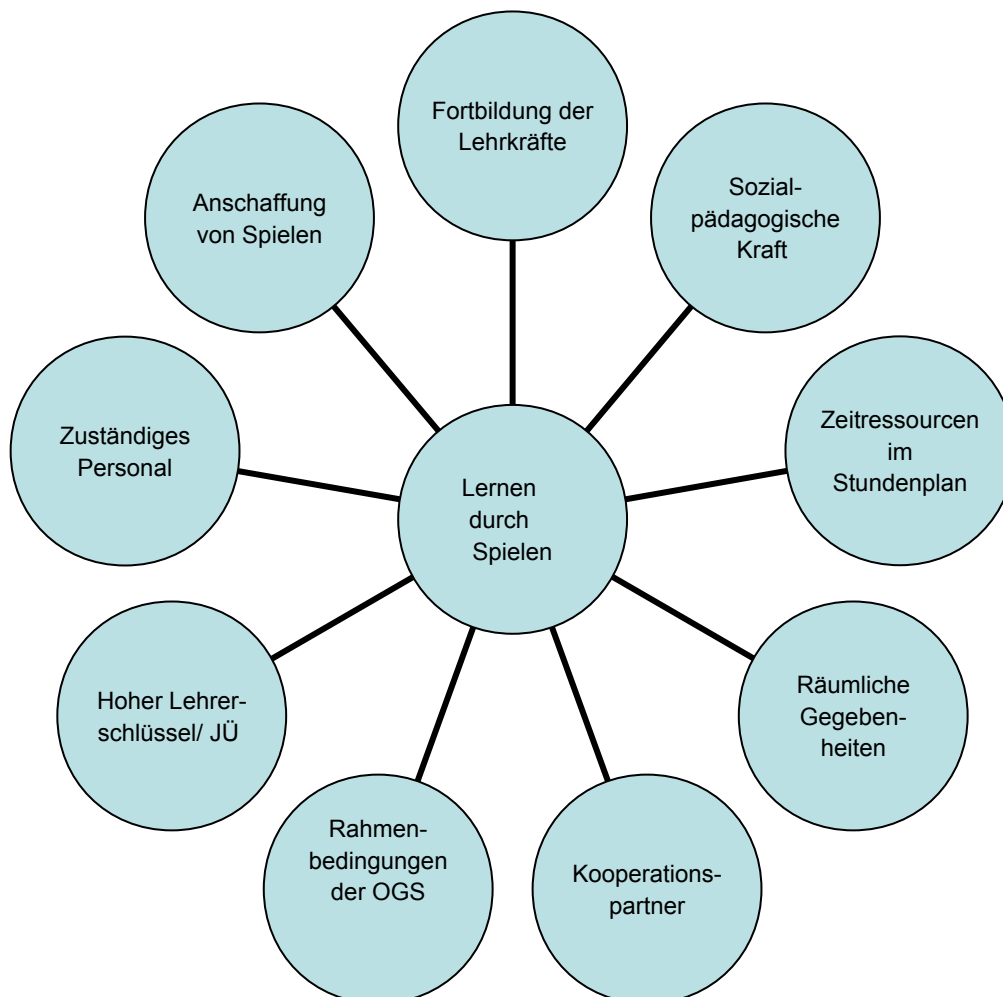 Fortbildung der
Lehrkräfte
Sozial-
pädagogische
Kraft
Zeitressourcen
im
Stundenplan
Räumliche
Gegeben-
heiten
Kooperations-
partner
Rahmen-
bedingungen
der OGS
Hoher Lehrer-
schlüssel/ JÜ
Zuständiges
Personal
Anschaffung
von Spielen
Lernen
durch
Spielen